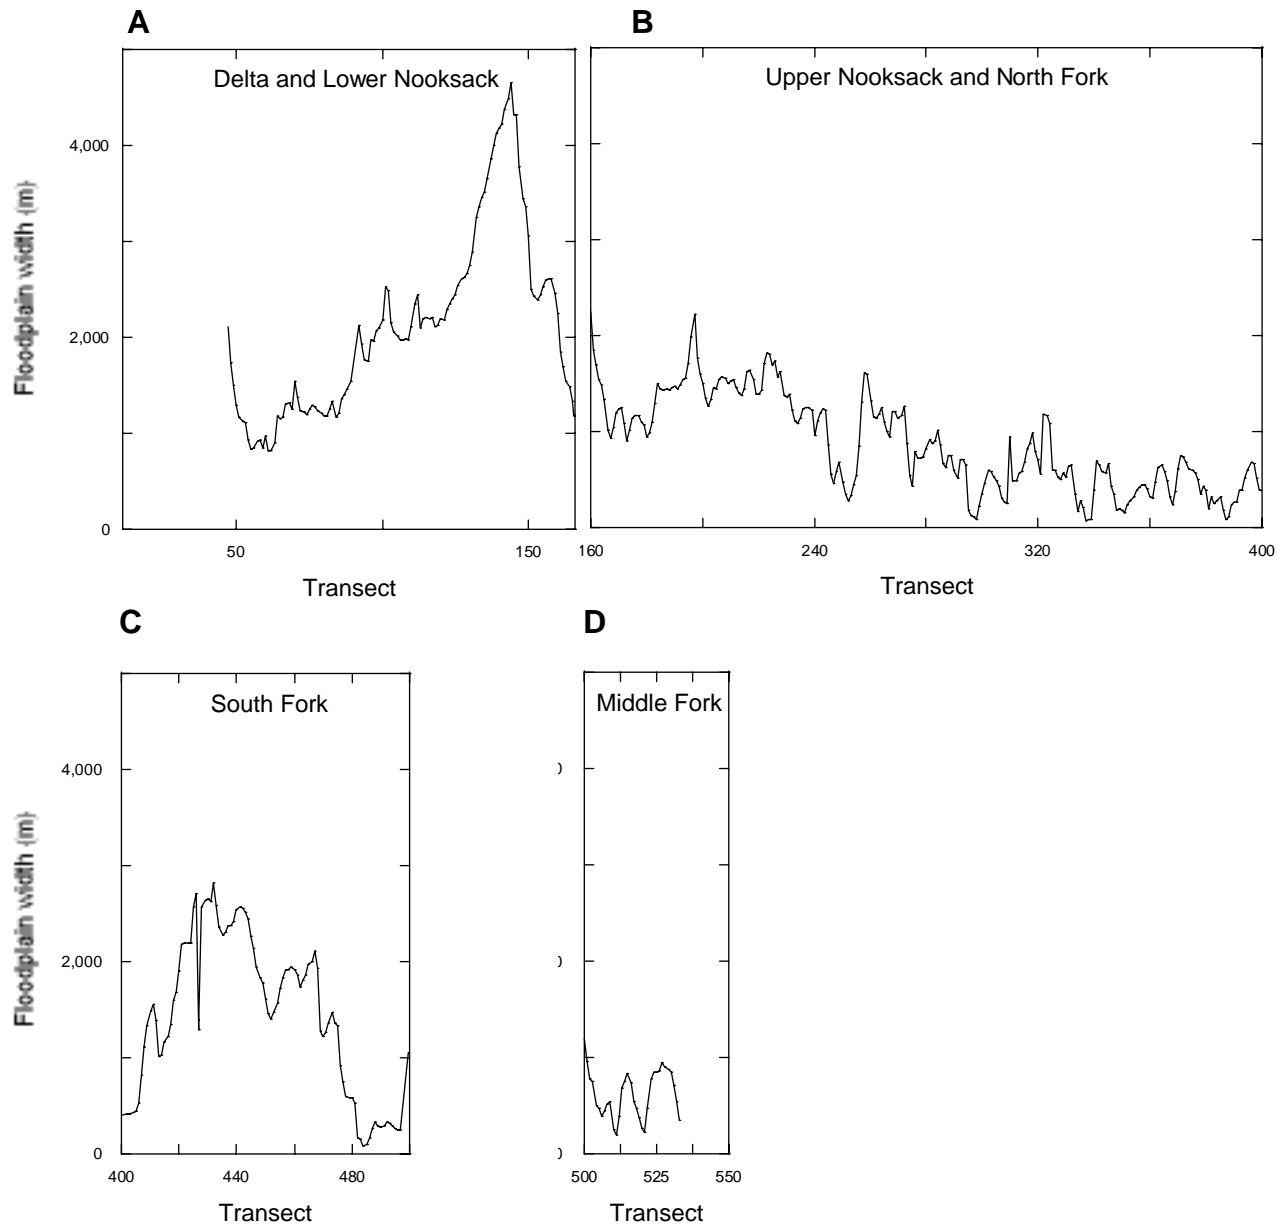 A
B
Delta and Lower Nooksack
Upper Nooksack and North Fork
Floodplain width (m)
4,000
2,000
0
50
150
160
240
320
400
Transect
Transect
C
D
South Fork
Middle Fork
Floodplain width (m)
4,000
2,000
0
400
440
480
500
525
550
Transect
Transect